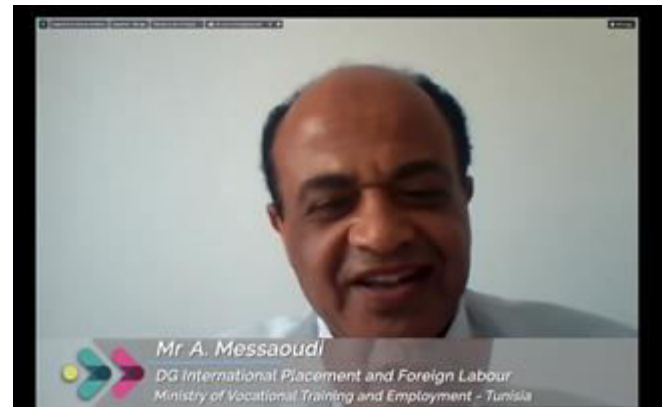 Mr A. Messaoudi
DG International Placement and Foreign Labour
Ministry of Vocational Training and Employment - Tunisia